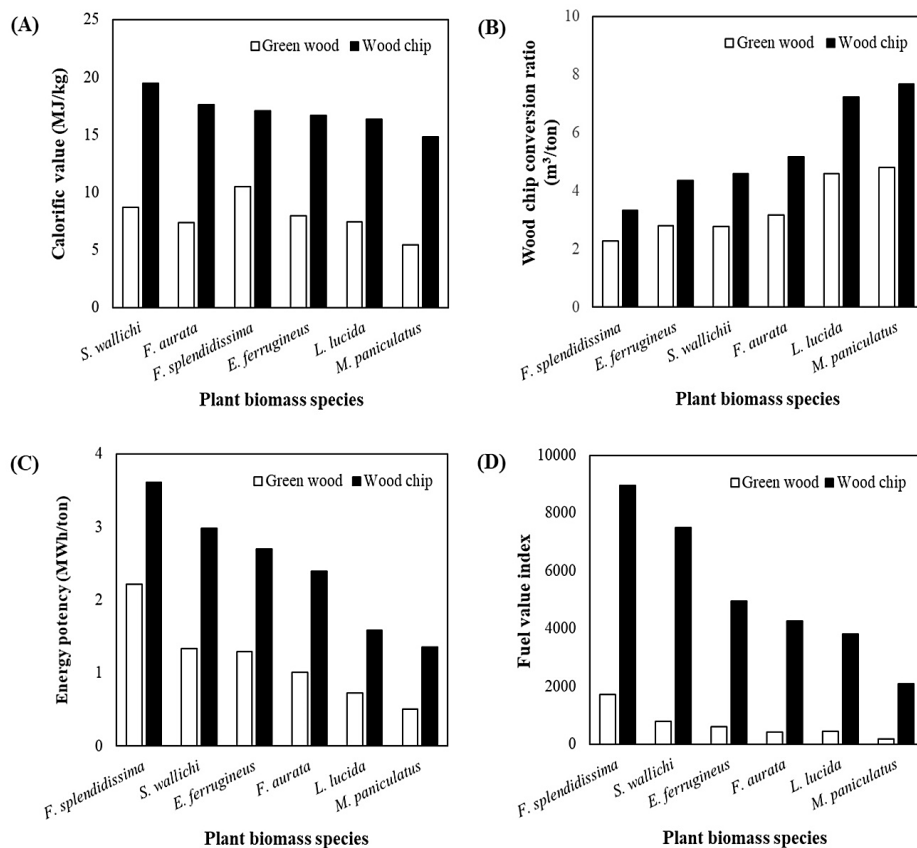 (A)
Calorific value (MJ/kg)
25
20
15
10
5
0
Green wood
Wood chip
S. wallichi
F. aurata
F. splendidissima
E. ferrugineus
L. lucida
M. paniculatus
Plant biomass species
(B)
Wood chip conversion ratio
(m³/ton)
10
8
6
4
2
0
Green wood
Wood chip
F. splendidissima
E. ferrugineus
S. wallichii
F. aurata
L. lucida
M. paniculatus
Plant biomass species
(C)
Energy potency (MWh/ton)
4
3
2
1
0
Green wood
Wood chip
F. splendidissima
S. wallichi
E. ferrugineus
F. aurata
L. lucida
M. paniculatus
Plant biomass species
(D)
Fuel value index
10000
8000
6000
4000
2000
0
Green wood
Wood chip
F. splendidissima
S. wallichi
E. ferrugineus
F. aurata
L. lucida
M. paniculatus
Plant biomass species